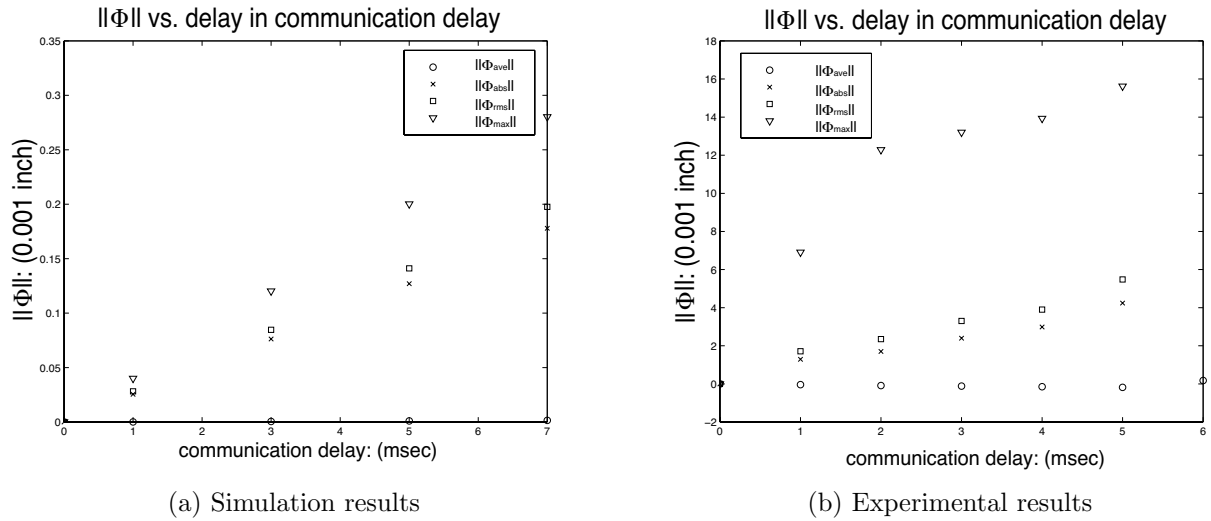 ||Φ|| vs. delay in communication delay
0.35
0.3
0.25
0.2
0.15
0.1
0.05
0
||Φ||: (0.001 inch)
||Φave||
||Φabs||
||Φrms||
||Φmax||
0 1 2 3 4 5 6 7
communication delay: (msec)
(a) Simulation results
||Φ|| vs. delay in communication delay
18
16
14
12
10
8
6
4
2
0
−2
||Φ||: (0.001 inch)
||Φave||
||Φabs||
||Φrms||
||Φmax||
0 1 2 3 4 5 6
communication delay: (msec)
(b) Experimental results